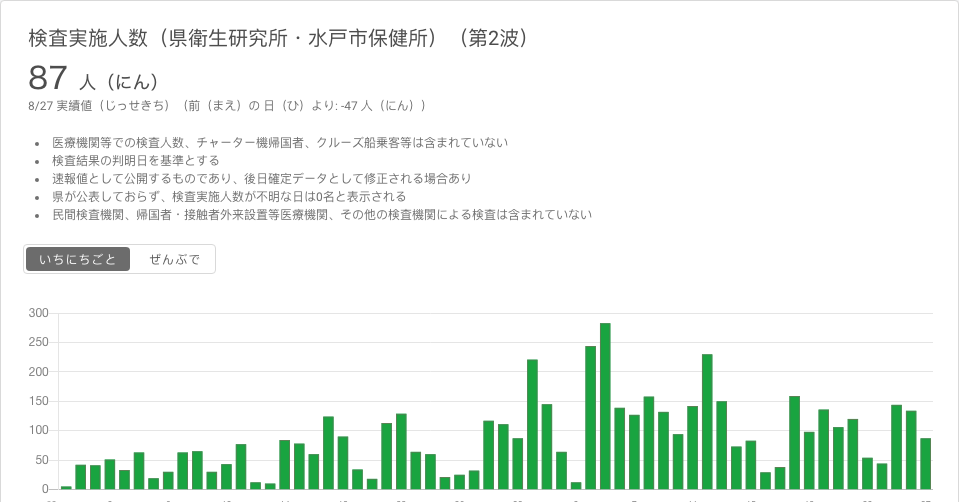 検査実施人数（県衛生研究所・水戸市保健所）（第2波）
87 人（にん）
8/27 実績値（じっせきち）（前（まえ）の 日（ひ）より: -47 人（にん））
医療機関等での検査人数、チャーター機帰国者、クルーズ船乗客等は含まれていない
検査結果の判明日を基準とする
速報値として公開するものであり、後日確定データとして修正される場合あり
県が公表しておらず、検査実施人数が不明な日は0名と表示される
民間検査機関、帰国者・接触者外来設置等医療機関、その他の検査機関による検査は含まれていない
いちにちごと ぜんぶで
300
250
200
150
100
50
0